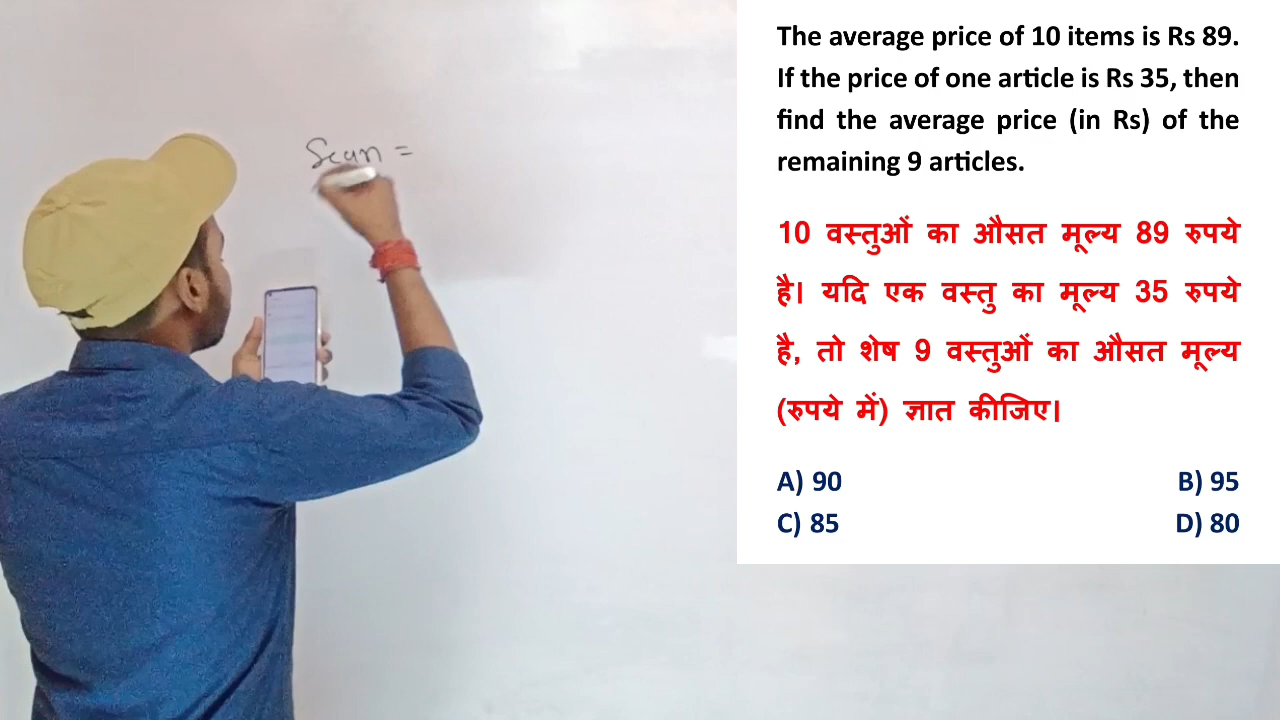 The average price of 10 items is Rs 89.
If the price of one article is Rs 35, then
find the average price (in Rs) of the
remaining 9 articles.
10 वस्तुओं का औसत मूल्य 89 रुपये
है। यदि एक वस्तु का मूल्य 35 रुपये
है, तो शेष 9 वस्तुओं का औसत मूल्य
(रुपये में) ज्ञात कीजिए।
A) 90 B) 95
C) 85 D) 80